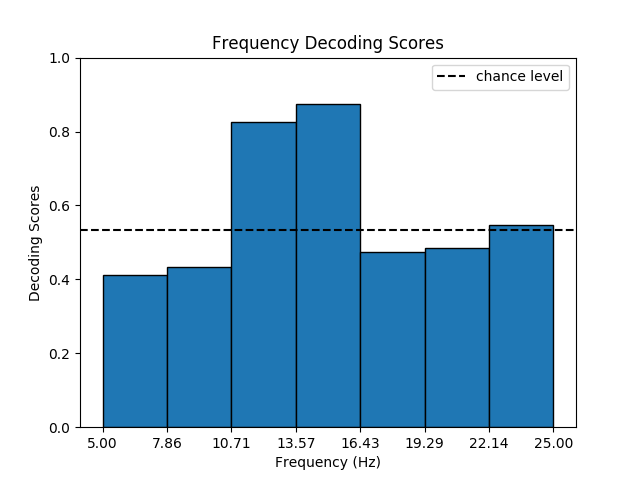 Frequency Decoding Scores
1.0
chance level
0.8
0.6
Decoding Scores
0.4
0.2
0.0
5.00 7.86 10.71 13.57 16.43 19.29 22.14 25.00
Frequency (Hz)